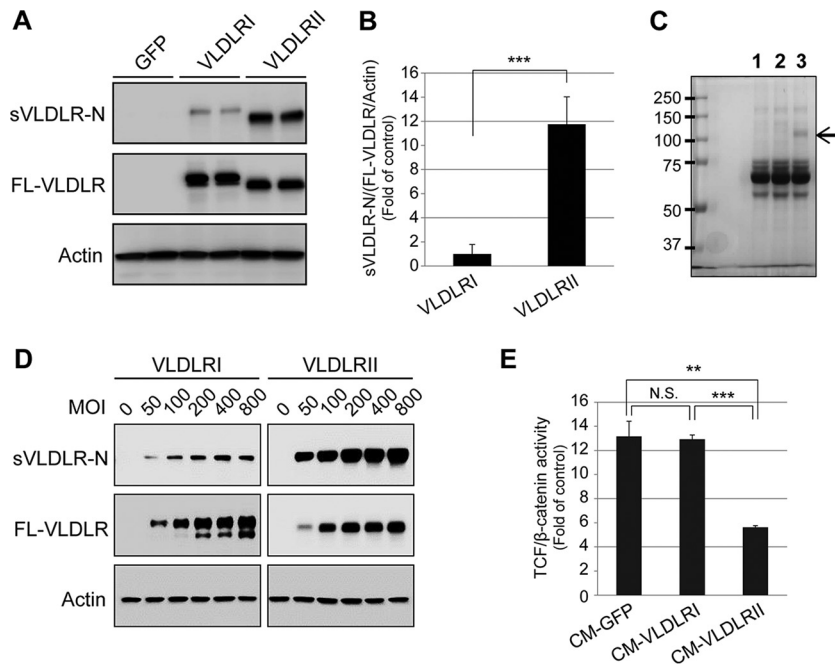 A
GFP
VLDLRI
VLDLRII
sVLDLR-N
FL-VLDLR
Actin
B
***
sVLDLR-N/(FL-VLDLR/Actin)
(Fold of control)
16
14
12
10
8
6
4
2
0
VLDLRI
VLDLRII
C
1 2 3
250
150
100
75
50
37
D
VLDLRI
VLDLRII
MOI
0 50 100 200 400 800
0 50 100 200 400 800
sVLDLR-N
FL-VLDLR
Actin
E
**
N.S.
***
TCF/β-catenin activity
(Fold of control)
16
14
12
10
8
6
4
2
0
CM-GFP
CM-VLDLRI
CM-VLDLRII